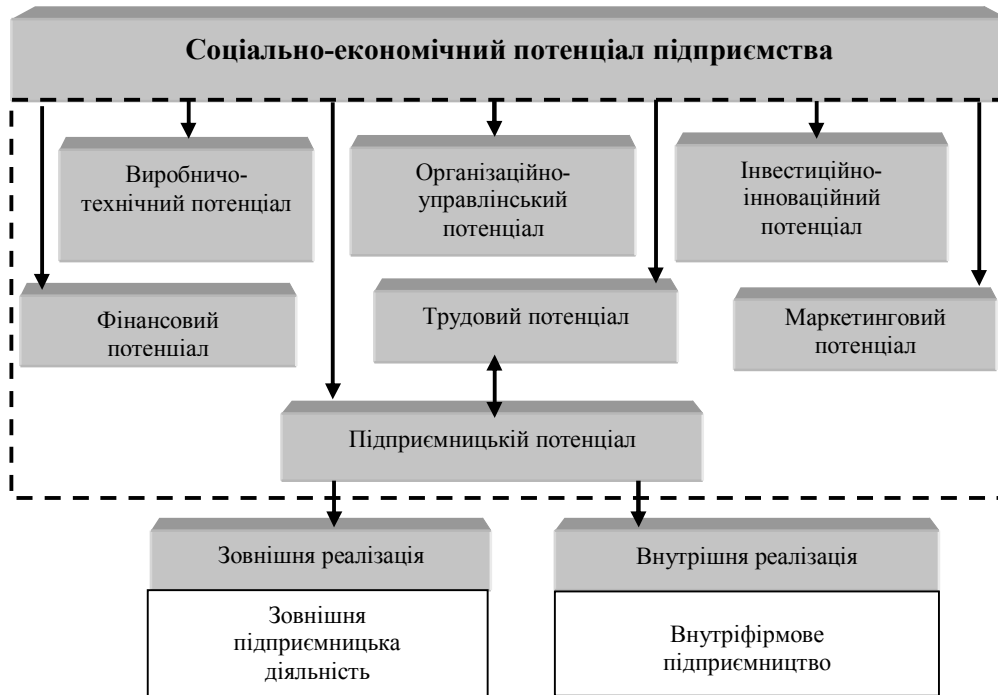 Соціально-економічний потенціал підприємства
Виробничо-
технічний потенціал
Організаційно-
управлінський
потенціал
Інвестиційно-
інноваційний
потенціал
Фінансовий
потенціал
Трудовий потенціал
Маркетинговий
потенціал
Підприємницькій потенціал
Зовнішня реалізація
Внутрішня реалізація
Зовнішня
підприємницька
діяльність
Внутріфірмове
підприємництво